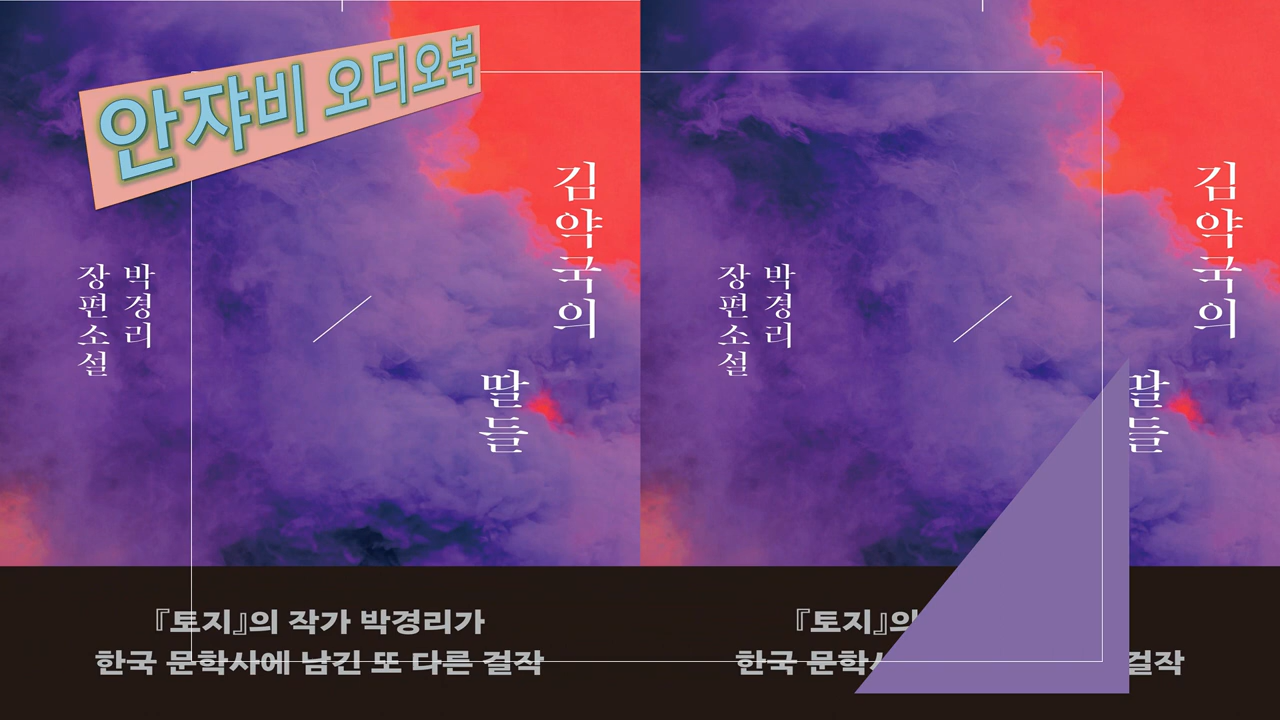 안쟈비 오디오북
김약국의
딸들
박경리
장편소설
『토지』의 작가 박경리가
한국 문학사에 남긴 또 다른 걸작
김약국의
딸들
박경리
장편소설
『토지』의
한국 문학사
걸작